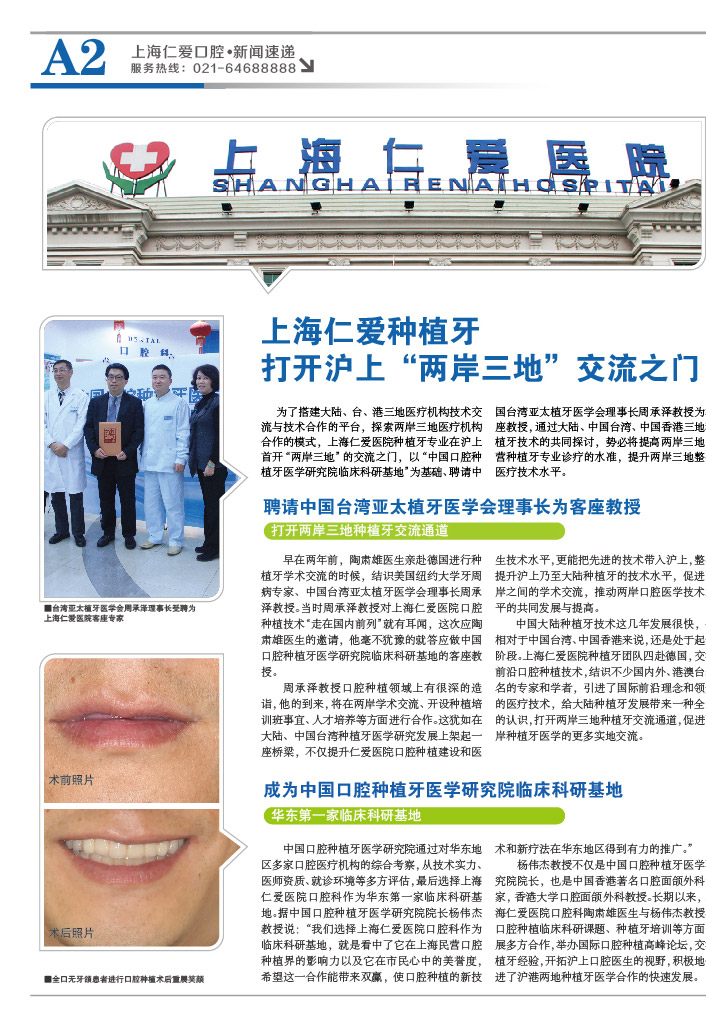 A2
上海仁爱口腔•新闻速递
服务热线：021-64688888
上海仁爱医院
SHANGHAI RENAI HOSPITAL
DENTAL
口腔科
上海仁爱种植牙
打开沪上“两岸三地”交流之门
为了搭建大陆、台、港三地医疗机构技术交
流与技术合作的平台，探索两岸三地医疗机构
合作的模式，上海仁爱医院种植牙专业在沪上
首开“两岸三地”的交流之门，以“中国口腔种
植牙医学研究院临床科研基地”为基础、聘请中
国台湾亚太植牙医学会理事长周承泽教授为
座教授，通过大陆、中国台湾、中国香港三地
植牙技术的共同探讨，势必将提高两岸三地
营种植牙专业诊疗的水准，提升两岸三地整
医疗技术水平。
聘请中国台湾亚太植牙医学会理事长为客座教授
打开两岸三地种植牙交流通道
早在两年前，陶肃雄医生亲赴德国进行种
植牙学术交流的时候，结识美国纽约大学牙周
病专家、中国台湾亚太植牙医学会理事长周承
泽教授。当时周承泽教授对上海仁爱医院口腔
种植技术“走在国内前列”就有耳闻，这次应陶
肃雄医生的邀请，他毫不犹豫的就答应做中国
口腔种植牙医学研究院临床科研基地的客座教
授。
周承泽教授口腔种植领域上有很深的造
诣，他的到来，将在两岸学术交流、开设种植培
训班事宜、人才培养等方面进行合作。这犹如在
大陆、中国台湾种植牙医学研究发展上架起一
座桥梁，不仅提升仁爱医院口腔种植建设和医
生技术水平，更能把先进的技术带入沪上，整
提升沪上乃至大陆种植牙的技术水平，促进
岸之间的学术交流，推动两岸口腔医学技术
平的共同发展与提高。
中国大陆种植牙技术这几年发展很快，
相对于中国台湾、中国香港来说，还是处于起
阶段。上海仁爱医院种植牙团队四赴德国，交
前沿口腔种植技术，结识不少国内外、港澳台
名的专家和学者，引进了国际前沿理念和领
的医疗技术，给大陆种植牙发展带来一种全
的认识，打开两岸三地种植牙交流通道，促进
岸种植牙医学的更多实地交流。
■台湾亚太植牙医学会周承泽理事长受聘为
上海仁爱医院客座专家
术前照片
术后照片
■全口无牙颌患者进行口腔种植术后重展笑颜
成为中国口腔种植牙医学研究院临床科研基地
华东第一家临床科研基地
中国口腔种植牙医学研究院通过对华东地
区多家口腔医疗机构的综合考察，从技术实力、
医师资质、就诊环境等多方评估，最后选择上海
仁爱医院口腔科作为华东第一家临床科研基
地。据中国口腔种植牙医学研究院院长杨伟杰
教授说：“我们选择上海仁爱医院口腔科作为
临床科研基地，就是看中了它在上海民营口腔
种植界的影响力以及它在市民心中的美誉度，
希望这一合作能带来双赢，使口腔种植的新技
术和新疗法在华东地区得到有力的推广。”
杨伟杰教授不仅是中国口腔种植牙医学
究院院长，也是中国香港著名口腔面颌外科
家，香港大学口腔面颌外科教授。长期以来，
海仁爱医院口腔科陶肃雄医生与杨伟杰教授
口腔种植临床科研课题、种植牙培训等方面
展多方合作，举办国际口腔种植高峰论坛，交
植牙经验，开拓沪上口腔医生的视野，积极地
进了沪港两地种植牙医学合作的快速发展。